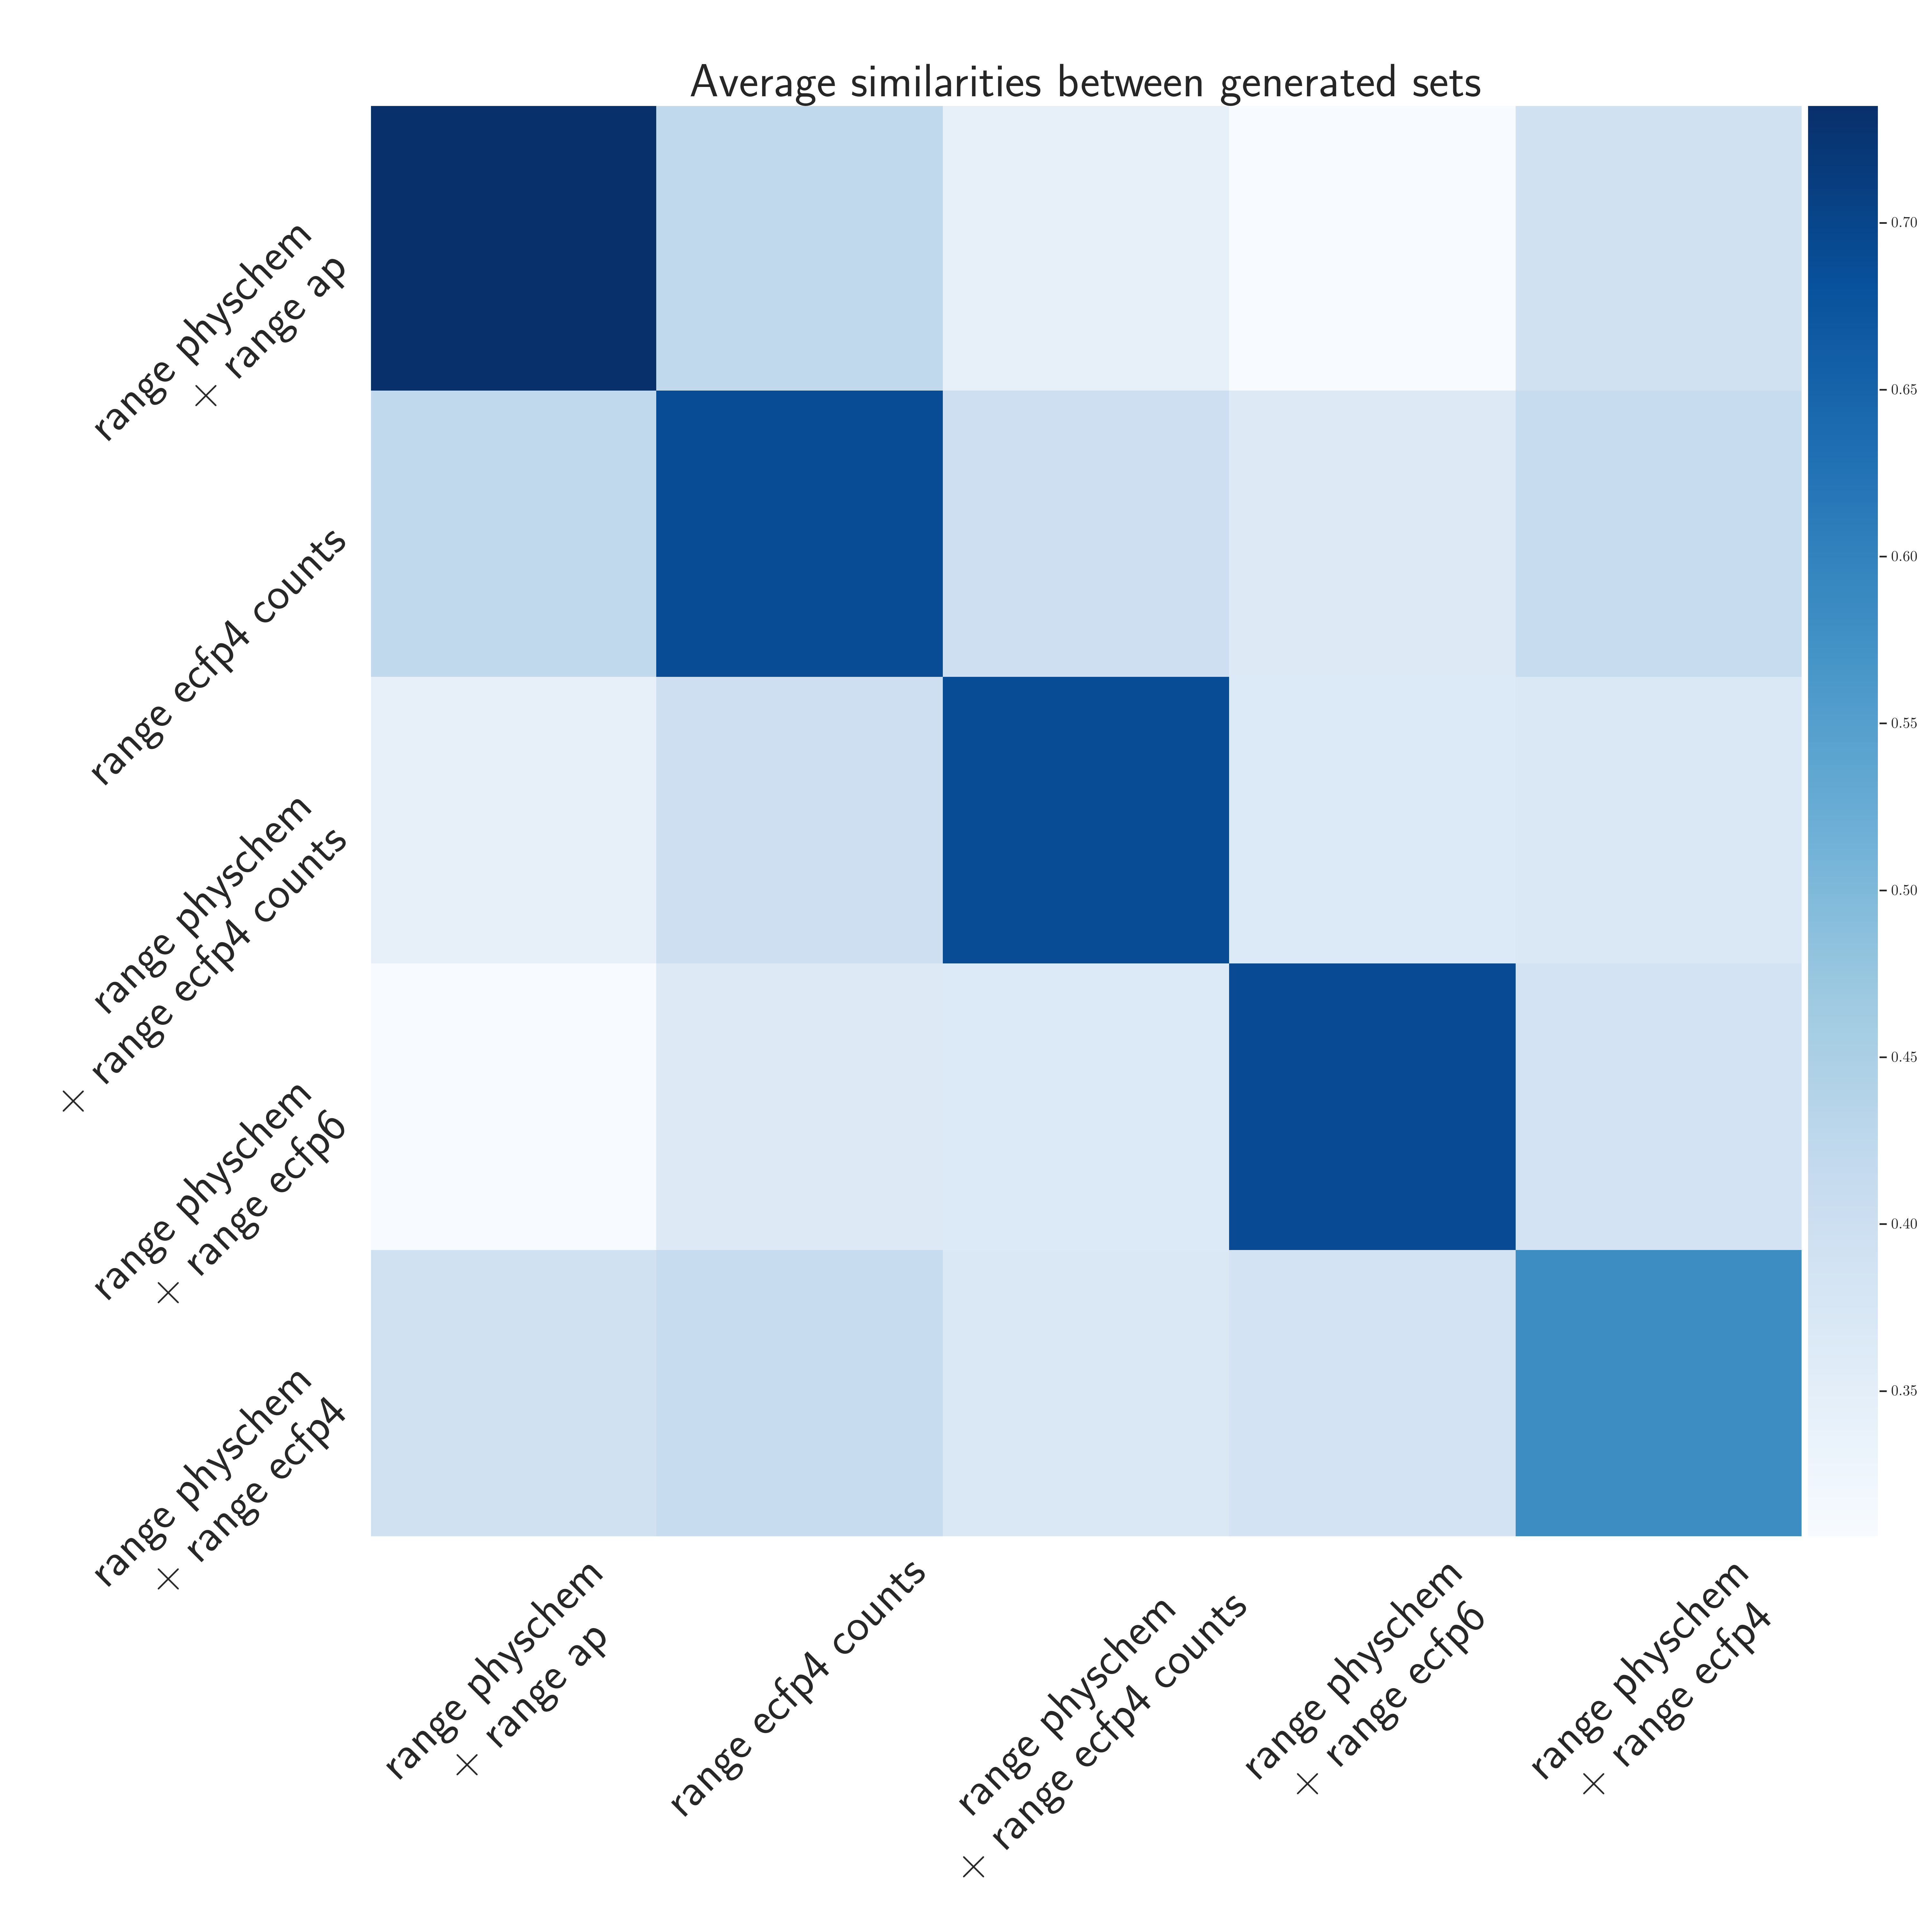 Average similarities between generated sets
range physchem
× range ap
range ecfp4 counts
range physchem
× range ecfp4 counts
range physchem
× range ecfp6
range physchem
× range ecfp4
0.70
0.65
0.60
0.55
0.50
0.45
0.40
0.35
range physchem
× range ap
range ecfp4 counts
range physchem
× range ecfp4 counts
range physchem
× range ecfp6
range physchem
× range ecfp4